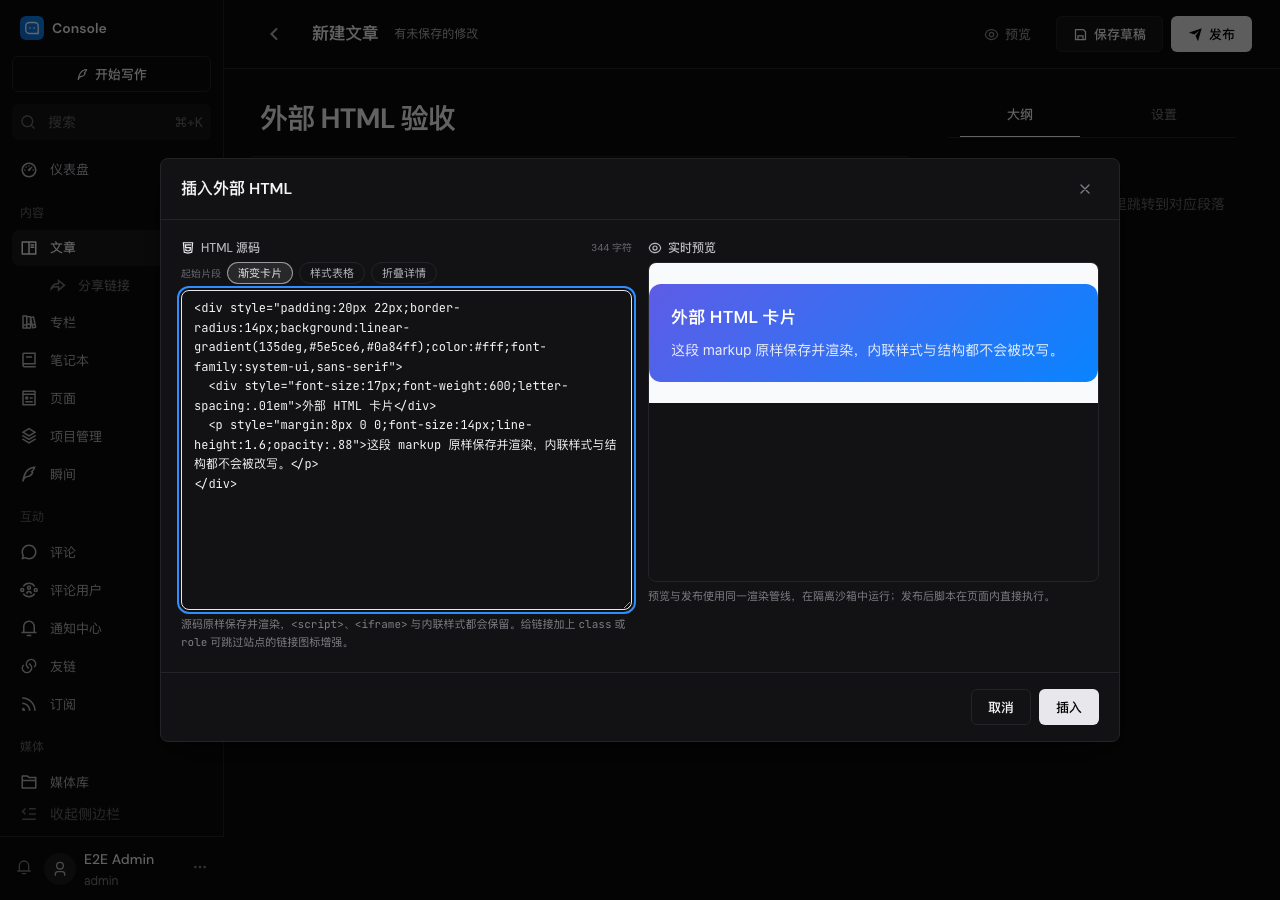 Console
开始写作
搜索
⌘+K
仪表盘
内容
文章
分享链接
专栏
笔记本
页面
项目管理
瞬间
互动
评论
评论用户
通知中心
友链
订阅
媒体
媒体库
收起侧边栏
E2E Admin
admin
新建文章
有未保存的修改
预览
保存草稿
发布
外部 HTML 验收
大纲
设置
跳转到对应段落
插入外部 HTML
HTML 源码
344 字符
起始片段
渐变卡片
样式表格
折叠详情
<div style="padding:20px 22px;border-
radius:14px;background:linear-
gradient(135deg,#5e5ce6,#0a84ff);color:#fff;font-
family:system-ui,sans-serif">
  <div style="font-size:17px;font-weight:600;letter-
spacing:.01em">外部 HTML 卡片</div>
  <p style="margin:8px 0 0;font-size:14px;line-
height:1.6;opacity:.88">这段 markup 原样保存并渲染，内联样式与结
构都不会被改写。</p>
</div>
源码原样保存并渲染，<script>、<iframe> 与内联样式都会保留。给链接加上 class 或
role 可跳过站点的链接图标增强。
实时预览
外部 HTML 卡片
这段 markup 原样保存并渲染，内联样式与结构都不会被改写。
预览与发布使用同一渲染管线，在隔离沙箱中运行；发布后脚本在页面内直接执行。
取消
插入